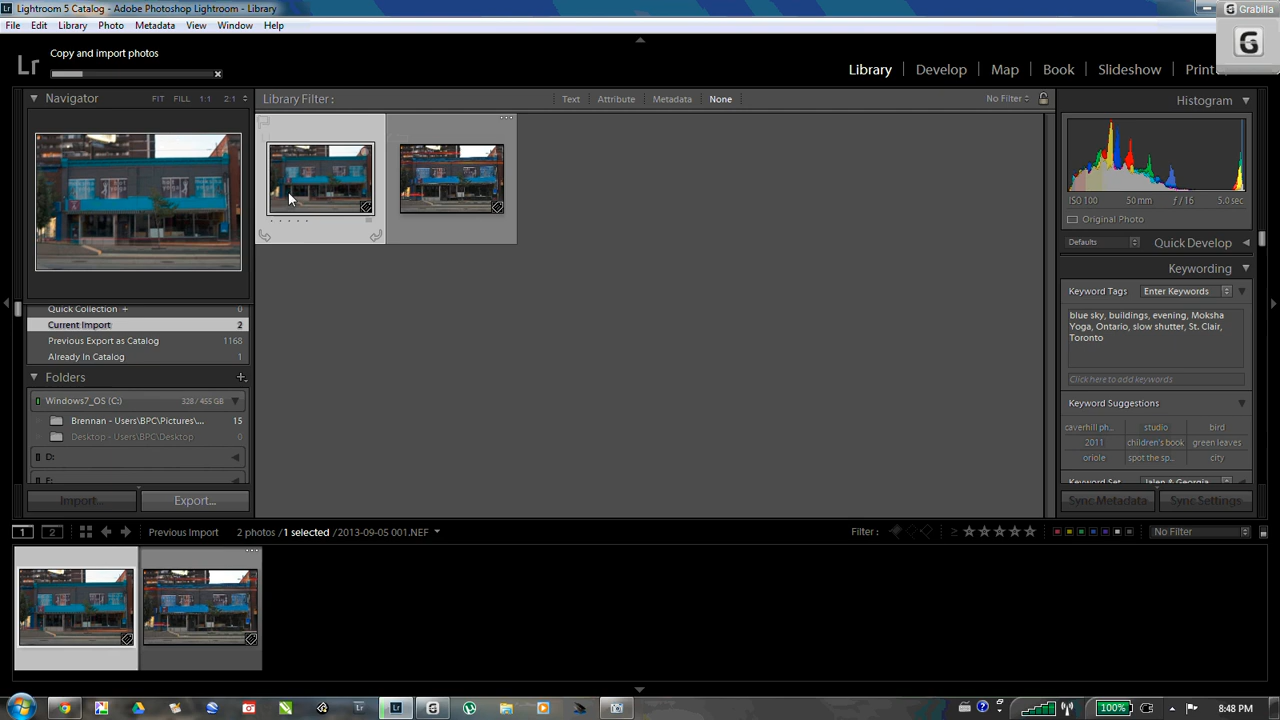 Lightroom 5 Catalog - Adobe Photoshop Lightroom - Library
Grabilla
File Edit Library Photo Metadata View Window Help
Copy and import photos
Lr
Library Develop Map Book Slideshow Print
Navigator FIT FILL 1:1 2:1
Library Filter : Text Attribute Metadata None No Filter
Histogram
ISO 100 50 mm f / 16 5.0 sec
Original Photo
Defaults Quick Develop
Keywording
Keyword Tags Enter Keywords
blue sky, buildings, evening, Moksha
Yoga, Ontario, slow shutter, St. Clair,
Toronto
Click here to add keywords
Keyword Suggestions
caverhill ph... studio bird
2011 children's book green leaves
oriole spot the sp... city
Keyword Set Jalen & Georgia
Sync Metadata Sync Settings
Quick Collection + 0
Current Import 2
Previous Export as Catalog 1168
Already In Catalog 1
Folders +
Windows7_OS (C:) 328 / 455 GB
Brennan - Users\BPC\Pictures\... 15
Desktop - Users\BPC\Desktop 0
D:
E:
Import... Export...
1 2 Previous Import 2 photos / 1 selected / 2013-09-05 001.NEF
Filter : No Filter
Lr 100% 8:48 PM